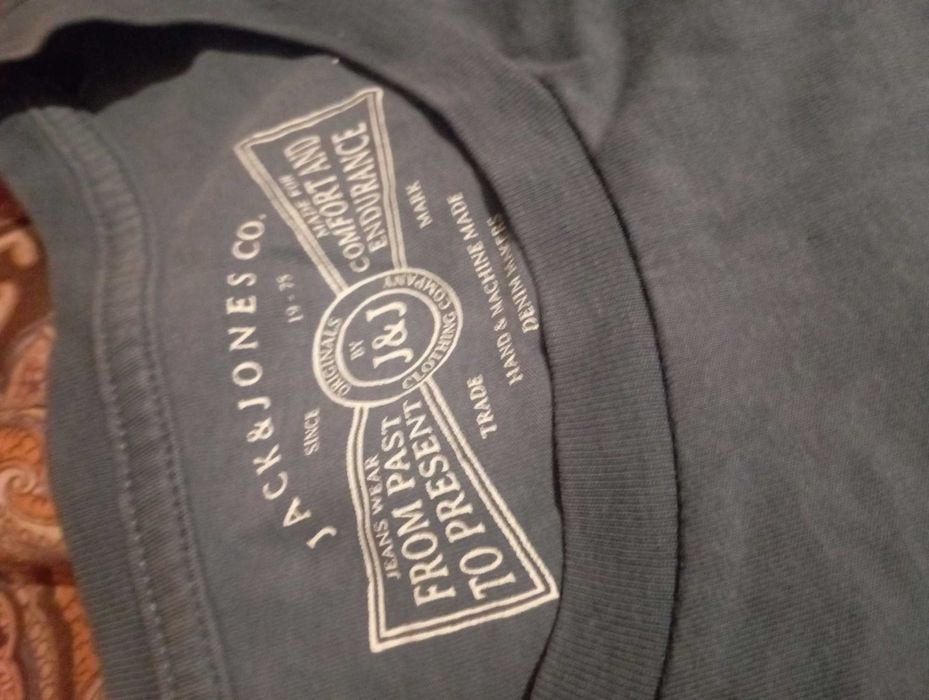 JACK & JONES CO.
SINCE 19 • 75
JEANS WEAR
FROM PAST
TO PRESENT
ORIGINALS
BY
J&J
CLOTHING COMPANY
MADE FOR
COMFORT AND
ENDURANCE
TRADE MARK
HAND & MACHINE MADE
DENIM MAKERS